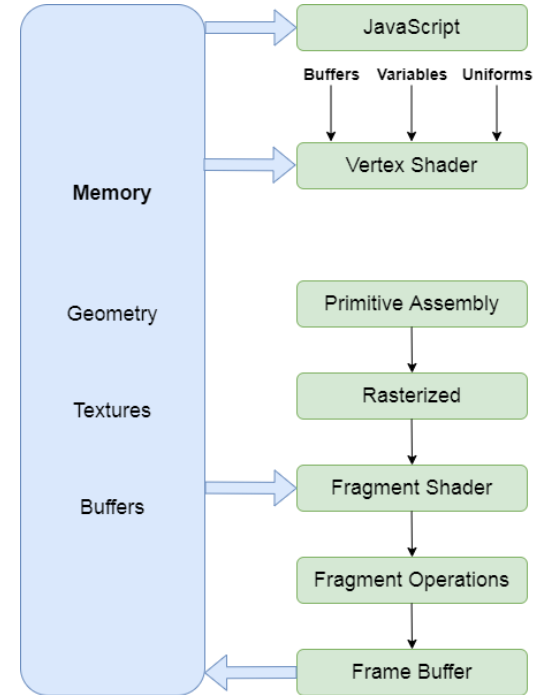 JavaScript
Buffers Variables Uniforms
Vertex Shader
Memory
Geometry
Textures
Buffers
Primitive Assembly
Rasterized
Fragment Shader
Fragment Operations
Frame Buffer